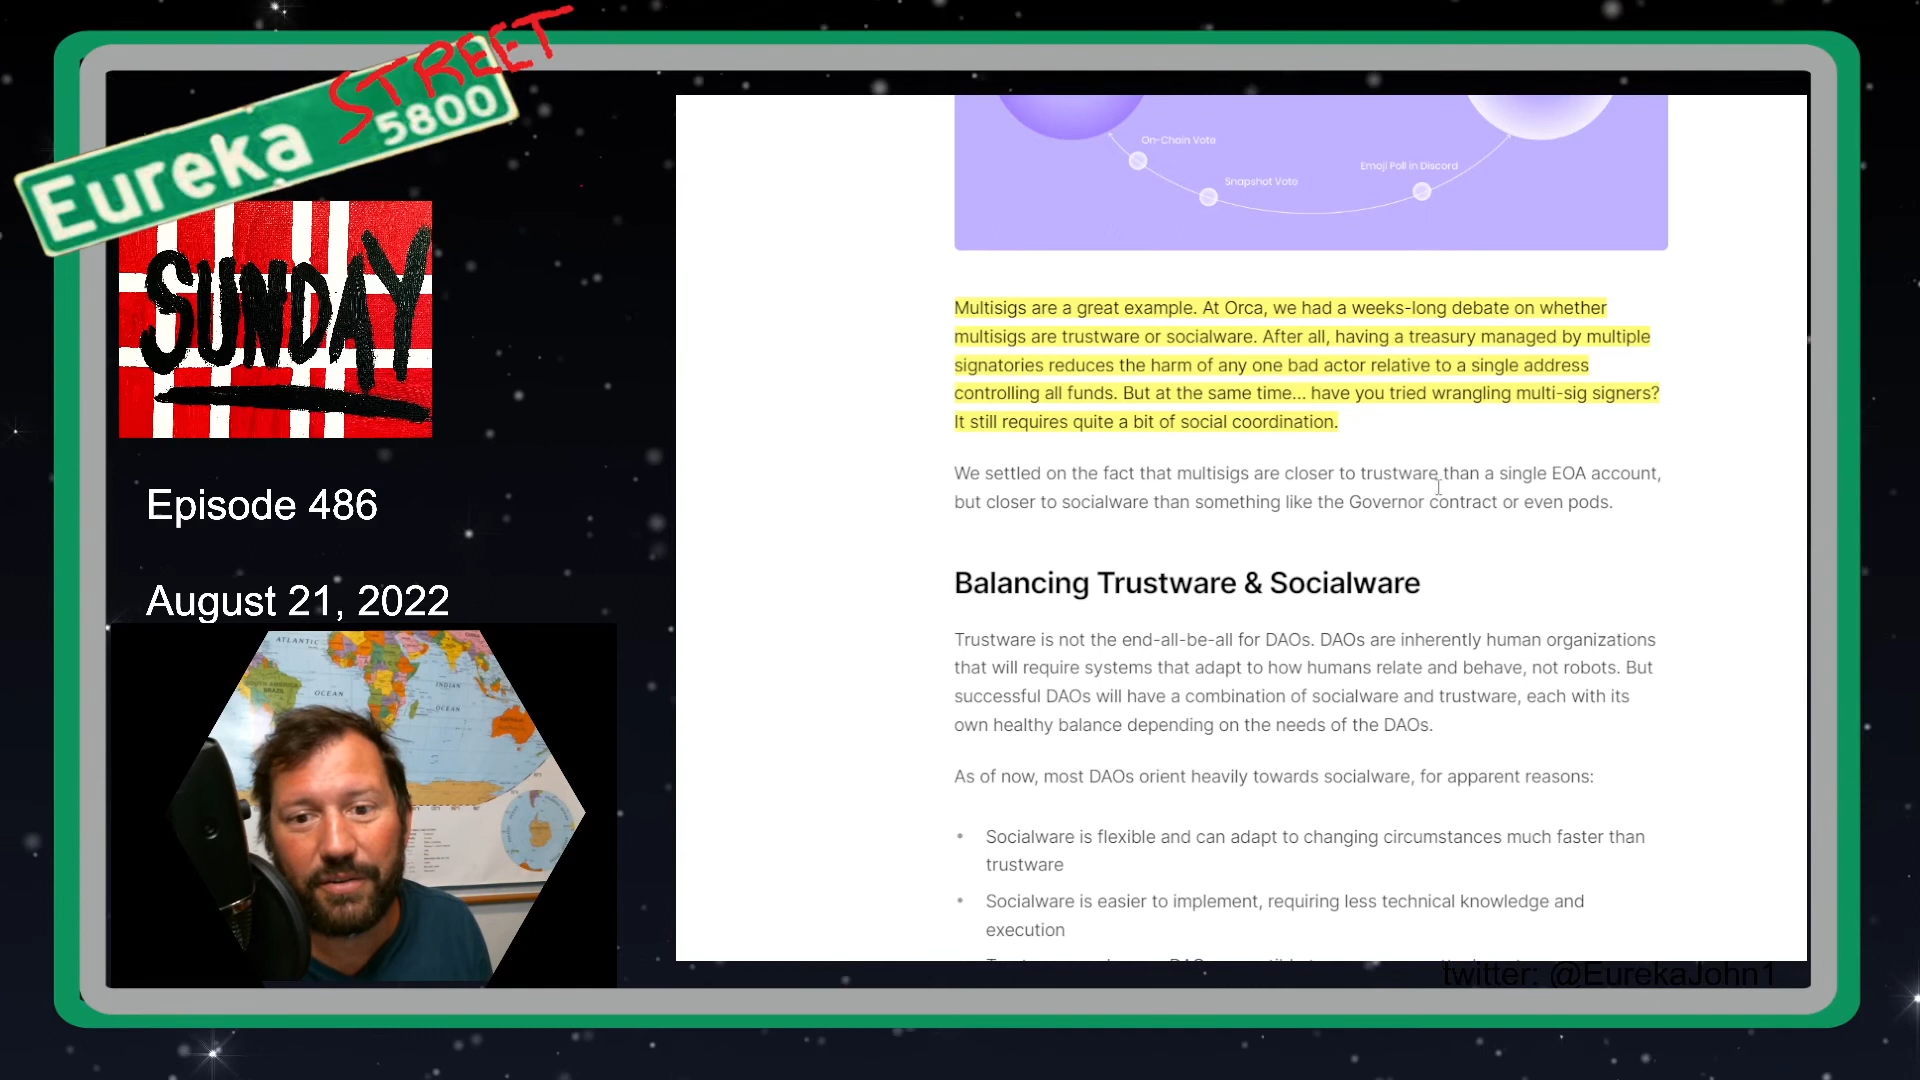 Eureka
STREET
5800
SUNDAY
Episode 486
August 21, 2022
ATLANTIC
SOUTH AMERICA
BRAZIL
OCEAN
INDIAN
OCEAN
AUSTRALIA
On-Chain Vote
Snapshot Vote
Emoji Poll in Discord
Multisigs are a great example. At Orca, we had a weeks-long debate on whether
multisigs are trustware or socialware. After all, having a treasury managed by multiple
signatories reduces the harm of any one bad actor relative to a single address
controlling all funds. But at the same time... have you tried wrangling multi-sig signers?
It still requires quite a bit of social coordination.
We settled on the fact that multisigs are closer to trustware than a single EOA account,
but closer to socialware than something like the Governor contract or even pods.
Balancing Trustware & Socialware
Trustware is not the end-all-be-all for DAOs. DAOs are inherently human organizations
that will require systems that adapt to how humans relate and behave, not robots. But
successful DAOs will have a combination of socialware and trustware, each with its
own healthy balance depending on the needs of the DAOs.
As of now, most DAOs orient heavily towards socialware, for apparent reasons:
• Socialware is flexible and can adapt to changing circumstances much faster than
trustware
• Socialware is easier to implement, requiring less technical knowledge and
execution
twitter: @EurekaJohn1